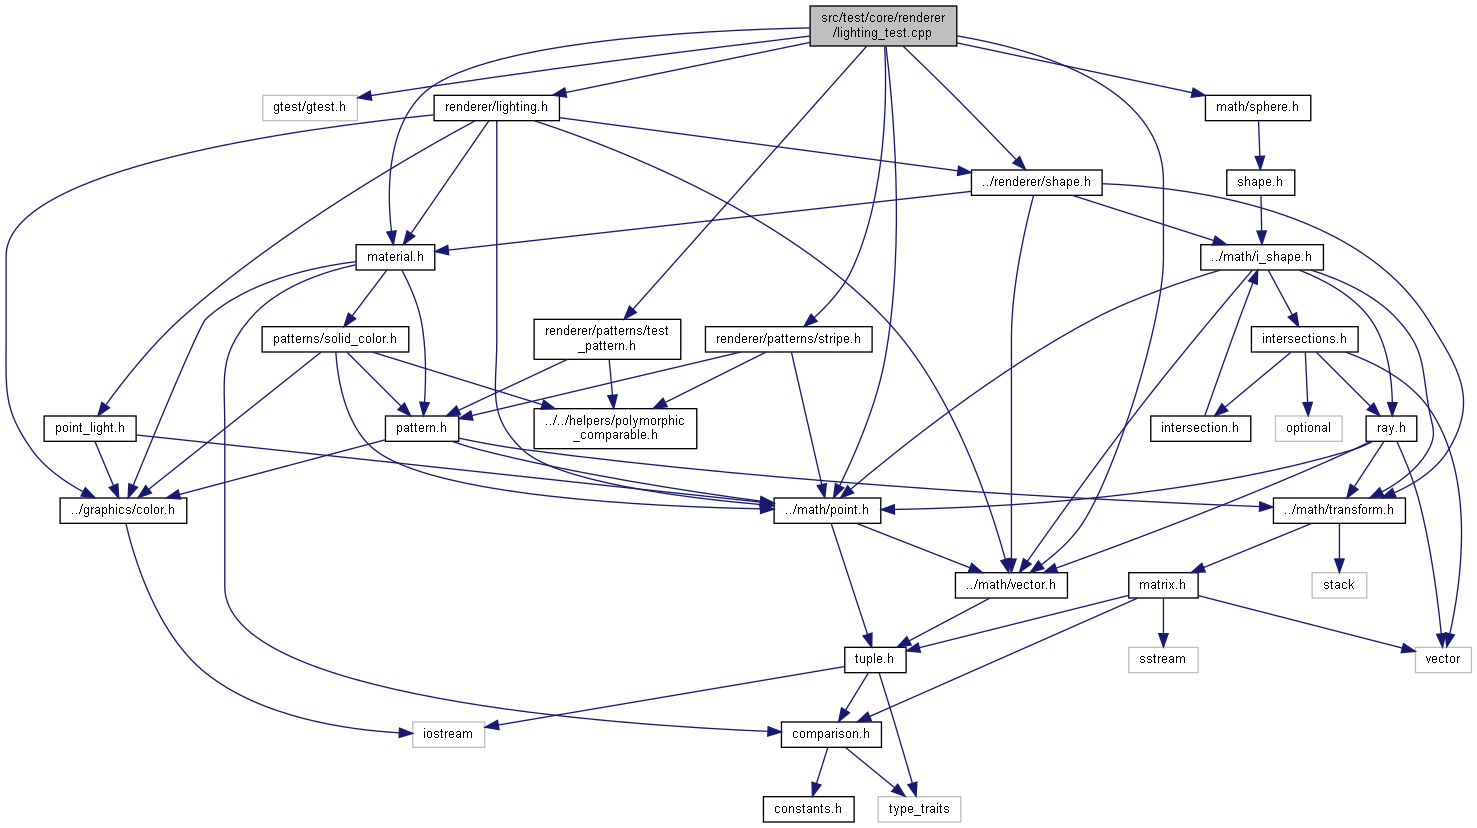 src/test/core/renderer
/lighting_test.cpp
gtest/gtest.h
renderer/lighting.h
math/sphere.h
../renderer/shape.h
shape.h
material.h
../math/i_shape.h
patterns/solid_color.h
renderer/patterns/test
_pattern.h
renderer/patterns/stripe.h
intersections.h
point_light.h
pattern.h
../../helpers/polymorphic
_comparable.h
intersection.h
optional
ray.h
../graphics/color.h
../math/point.h
../math/transform.h
../math/vector.h
matrix.h
stack
tuple.h
sstream
vector
iostream
comparison.h
constants.h
type_traits